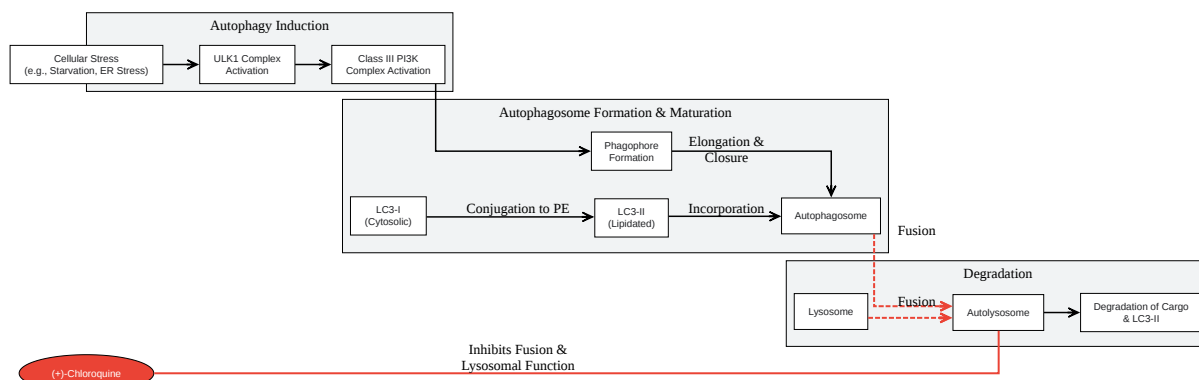 Autophagy Induction
Cellular Stress
(e.g., Starvation, ER Stress)
ULK1 Complex
Activation
Class III PI3K
Complex Activation
Autophagosome Formation & Maturation
Phagophore
Formation
Elongation &
Closure
LC3-I
(Cytosolic)
Conjugation to PE
LC3-II
(Lipidated)
Incorporation
Autophagosome
Fusion
Degradation
Lysosome
Fusion
Autolysosome
Degradation of Cargo
& LC3-II
Inhibits Fusion &
Lysosomal Function
(+)-Chloroquine